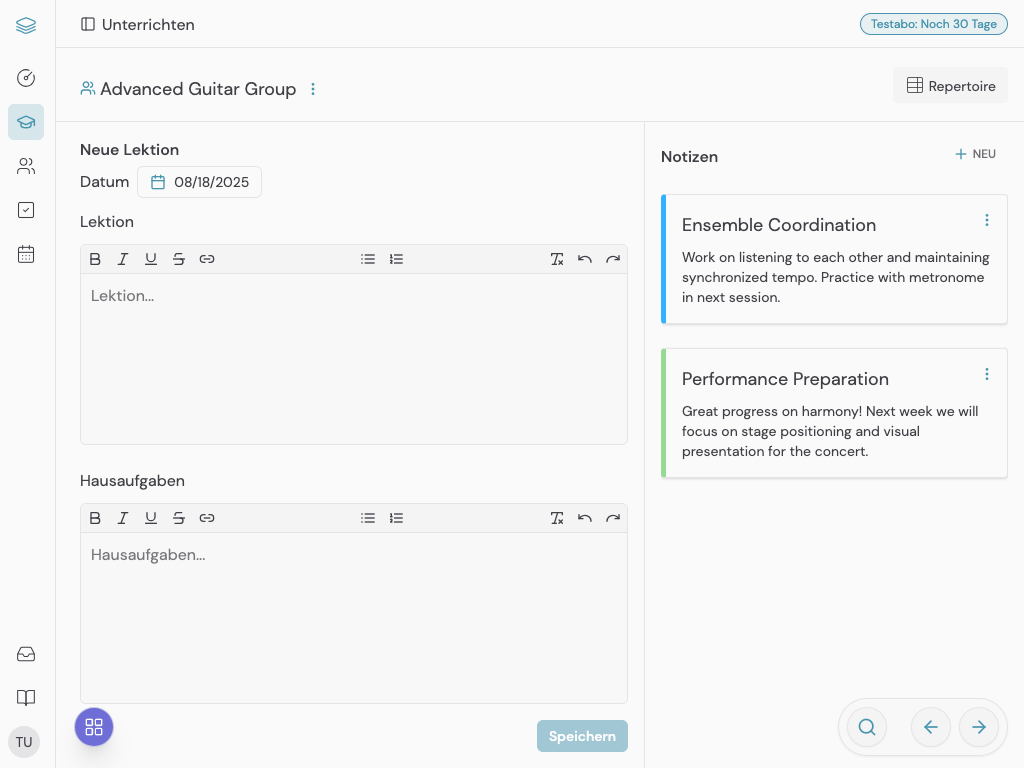 Unterrichten
Testabo: Noch 30 Tage
Advanced Guitar Group
Repertoire
Neue Lektion
Datum
08/18/2025
Lektion
Lektion...
Hausaufgaben
Hausaufgaben...
Speichern
Notizen
NEU
Ensemble Coordination
Work on listening to each other and maintaining
synchronized tempo. Practice with metronome
in next session.
Performance Preparation
Great progress on harmony! Next week we will
focus on stage positioning and visual
presentation for the concert.
TU